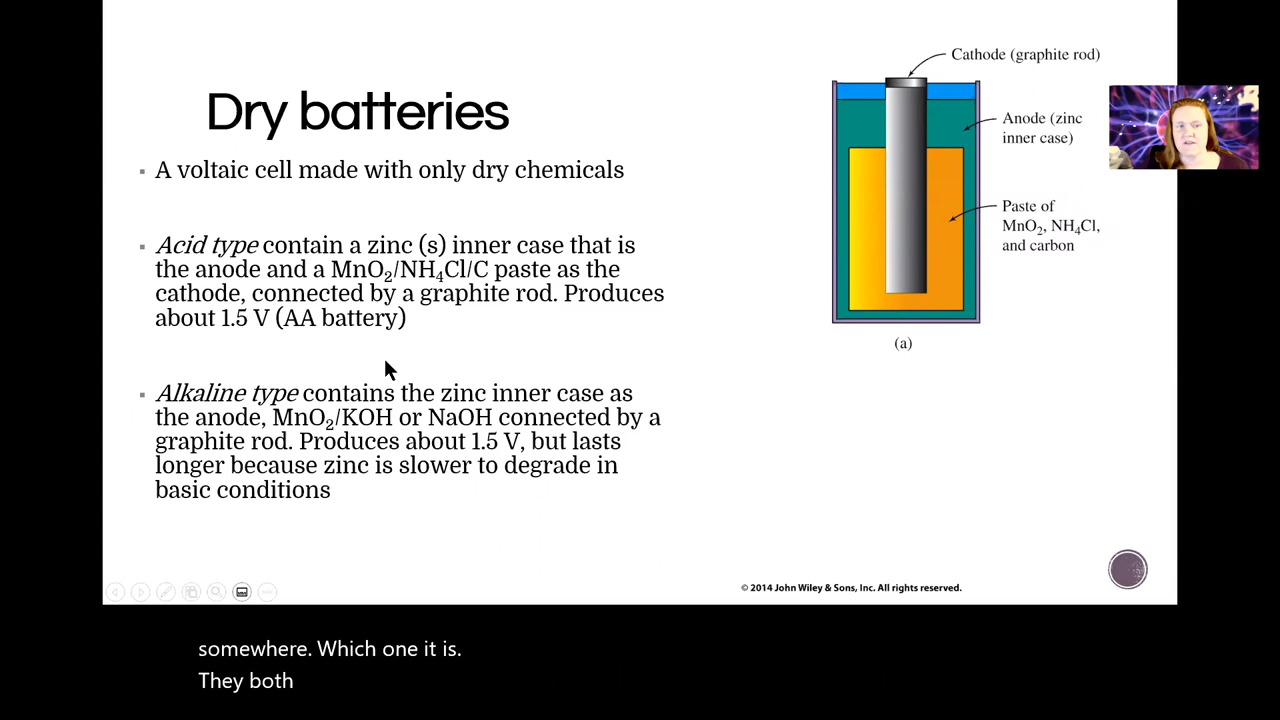 Dry batteries
A voltaic cell made with only dry chemicals
Acid type contain a zinc (s) inner case that is
the anode and a MnO₂/NH₄Cl/C paste as the
cathode, connected by a graphite rod. Produces
about 1.5 V (AA battery)
Alkaline type contains the zinc inner case as
the anode, MnO₂/KOH or NaOH connected by a
graphite rod. Produces about 1.5 V, but lasts
longer because zinc is slower to degrade in
basic conditions
Cathode (graphite rod)
Anode (zinc
inner case)
Paste of
MnO₂, NH₄Cl,
and carbon
(a)
© 2014 John Wiley & Sons, Inc. All rights reserved.
somewhere. Which one it is.
They both